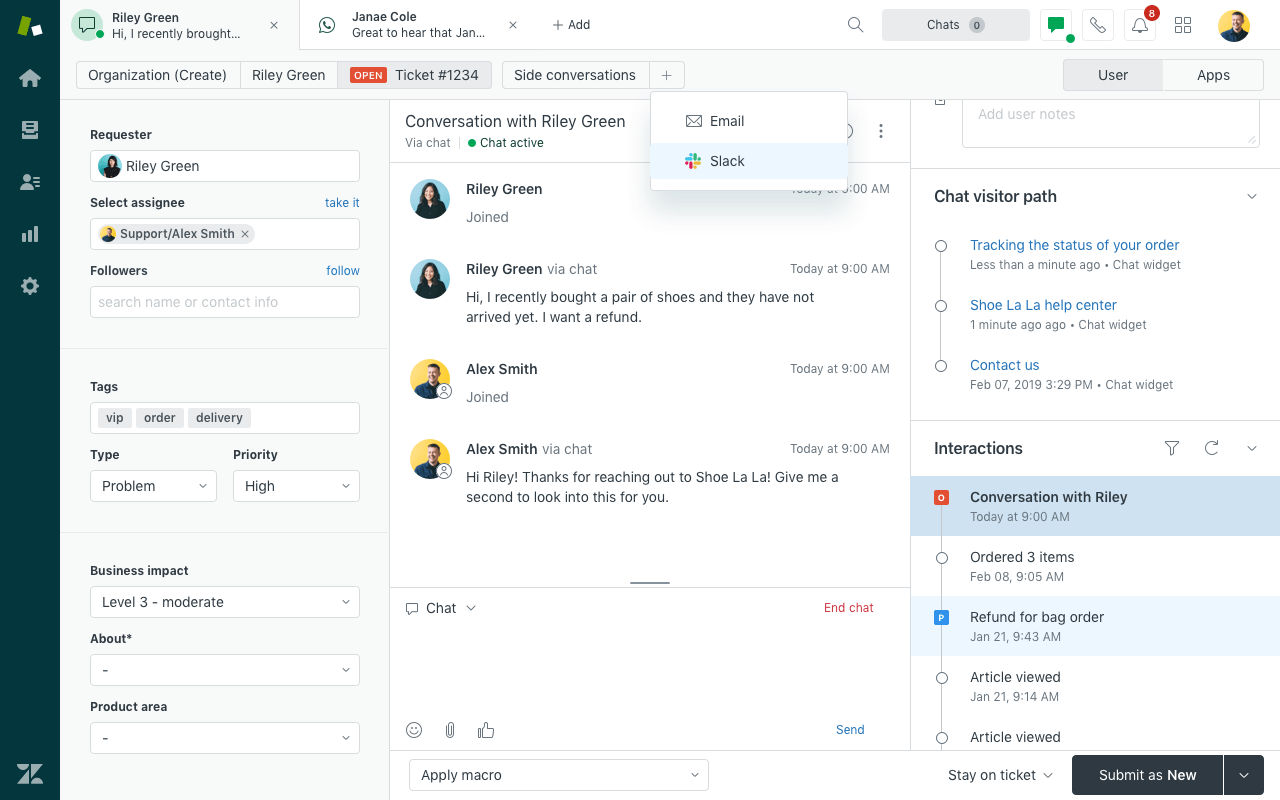 Riley Green
Hi, I recently brought...
Janae Cole
Great to hear that Jan...
Add
Chats 0
8
Organization (Create)
Riley Green
OPEN Ticket #1234
Side conversations
User
Apps
Email
Slack
Requester
Riley Green
Select assignee
take it
Support/Alex Smith
Followers
follow
search name or contact info
Tags
vip
order
delivery
Type
Priority
Problem
High
Business impact
Level 3 - moderate
About*
-
Product area
-
Conversation with Riley Green
Via chat
Chat active
Riley Green
Today at 9:00 AM
Joined
Riley Green via chat
Today at 9:00 AM
Hi, I recently bought a pair of shoes and they have not
arrived yet. I want a refund.
Alex Smith
Today at 9:00 AM
Joined
Alex Smith via chat
Today at 9:00 AM
Hi Riley! Thanks for reaching out to Shoe La La! Give me a
second to look into this for you.
Chat
End chat
Send
Apply macro
Stay on ticket
Submit as New
Add user notes
Chat visitor path
Tracking the status of your order
Less than a minute ago • Chat widget
Shoe La La help center
1 minute ago ago • Chat widget
Contact us
Feb 07, 2019 3:29 PM • Chat widget
Interactions
O
Conversation with Riley
Today at 9:00 AM
Ordered 3 items
Feb 08, 9:05 AM
P
Refund for bag order
Jan 21, 9:43 AM
Article viewed
Jan 21, 9:14 AM
Article viewed